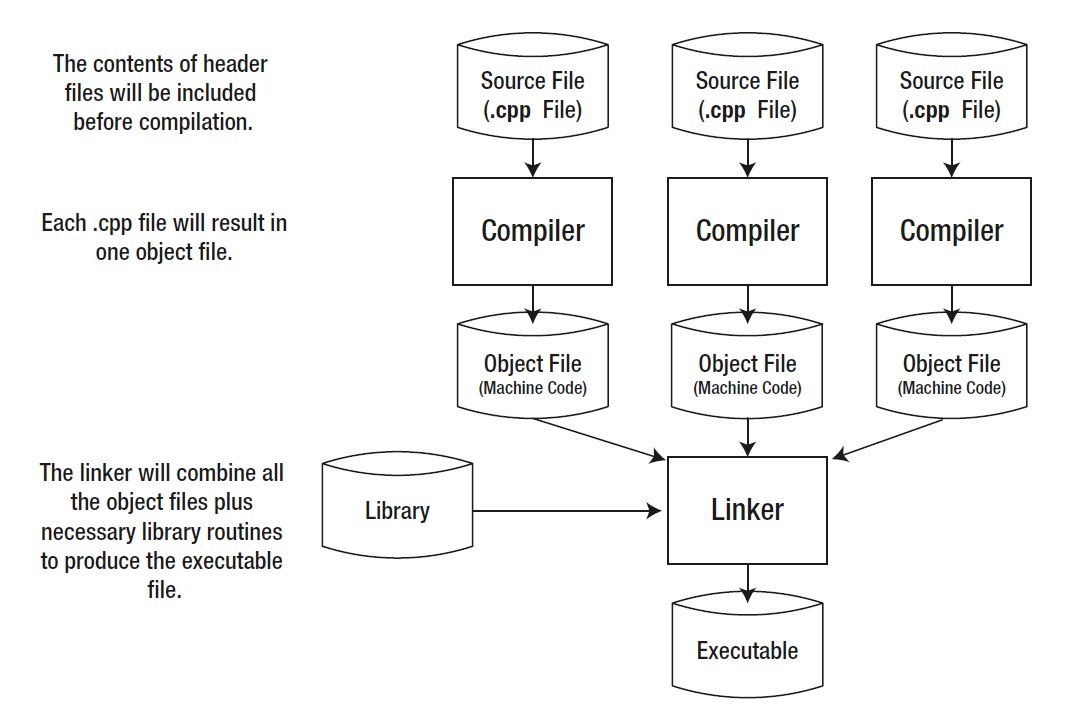 The contents of header
files will be included
before compilation.
Source File
(.cpp File)
Source File
(.cpp File)
Source File
(.cpp File)
Each .cpp file will result in
one object file.
Compiler
Compiler
Compiler
Object File
(Machine Code)
Object File
(Machine Code)
Object File
(Machine Code)
The linker will combine all
the object files plus
necessary library routines
to produce the executable
file.
Library
Linker
Executable